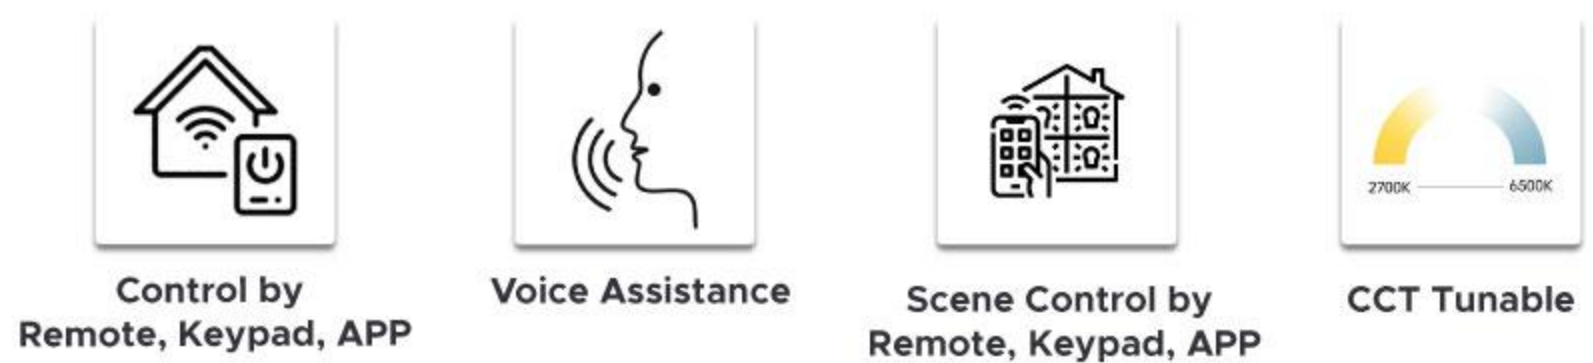 Control by
Remote, Keypad, APP
Voice Assistance
Scene Control by
Remote, Keypad, APP
2700K
6500K
CCT Tunable